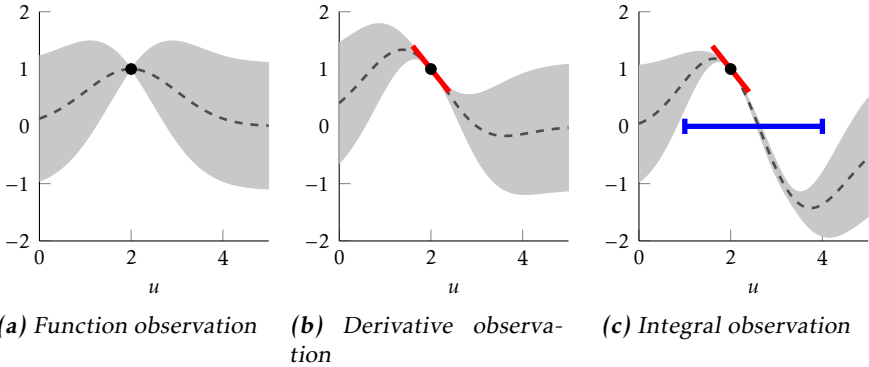 2
1
0
−1
−2
0 2 4
u
(a) Function observation
2
1
0
−1
−2
0 2 4
u
(b) Derivative observa-
tion
2
1
0
−1
−2
0 2 4
u
(c) Integral observation